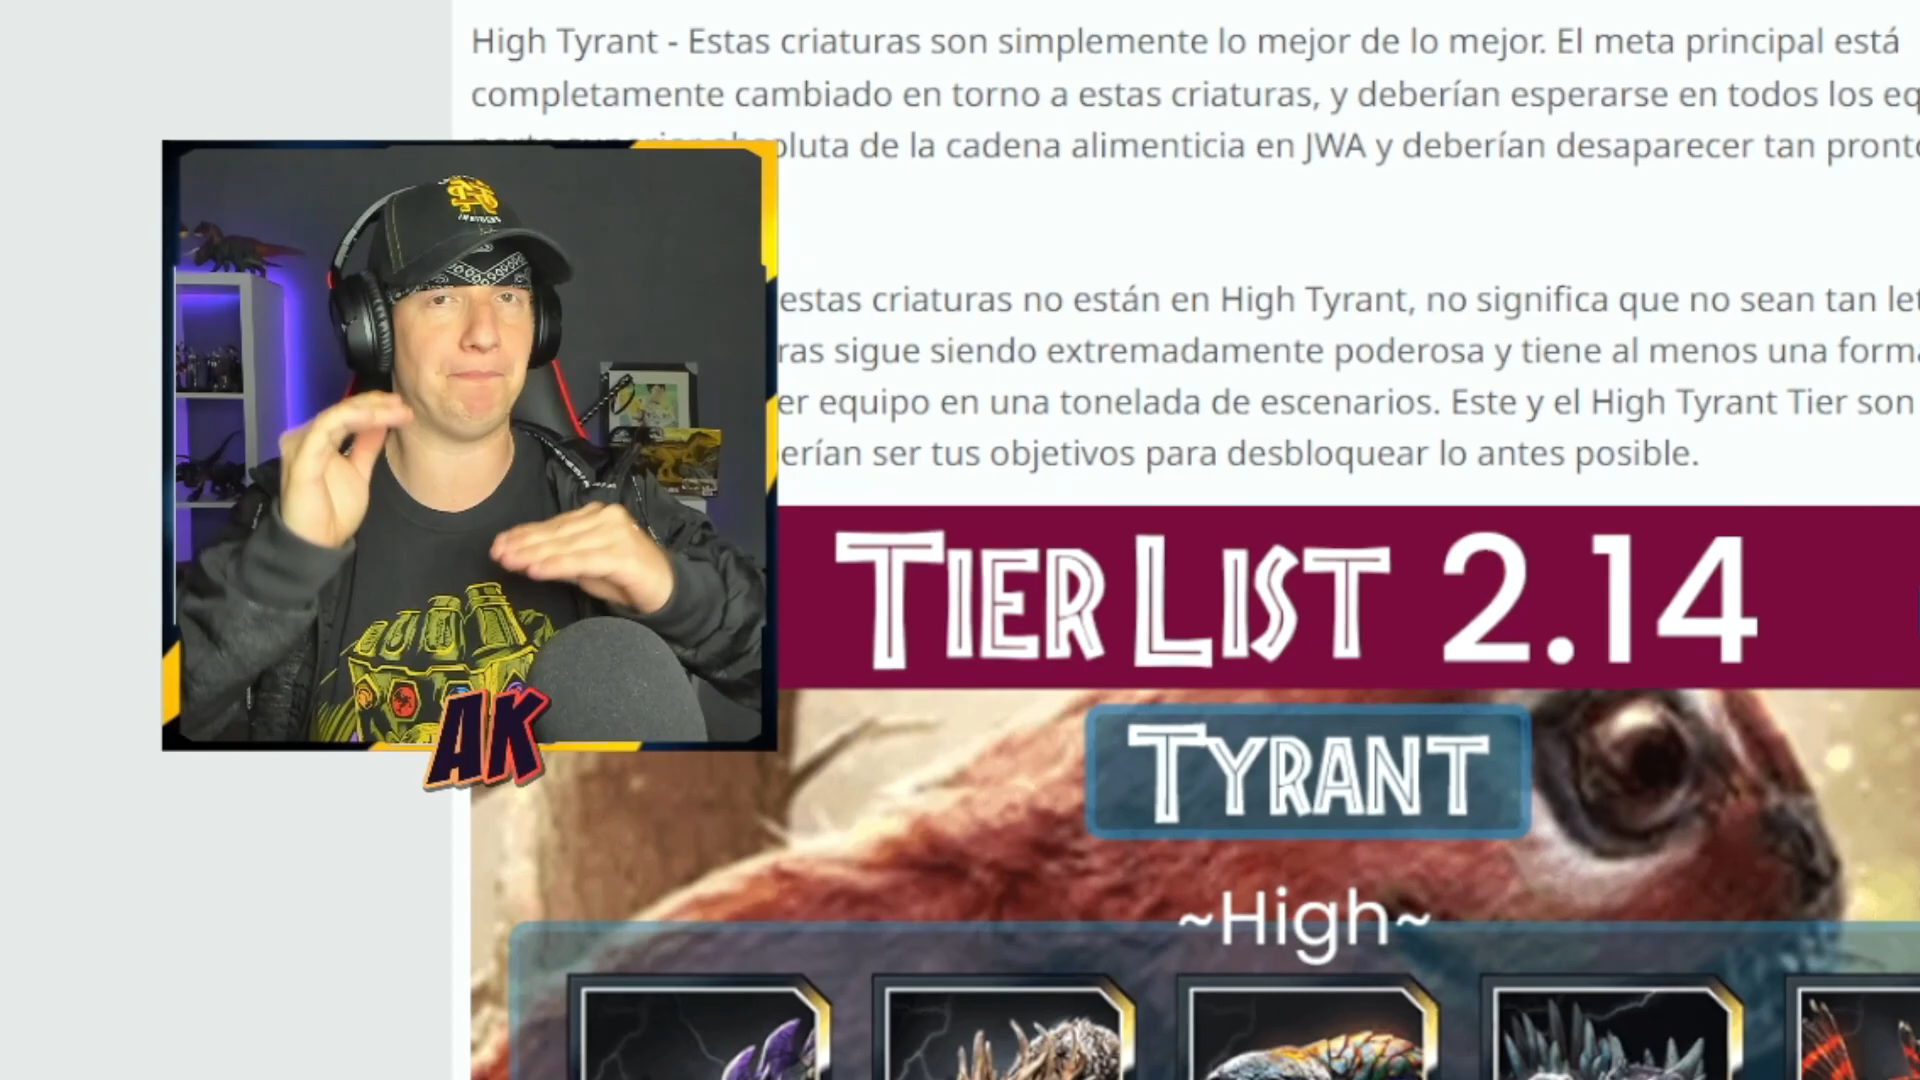 High Tyrant - Estas criaturas son simplemente lo mejor de lo mejor. El meta principal está
completamente cambiado en torno a estas criaturas, y deberían esperarse en todos los eq
de la cadena alimenticia en JWA y deberían desaparecer tan pronto
estas criaturas no están en High Tyrant, no significa que no sean tan let
ras sigue siendo extremadamente poderosa y tiene al menos una forma
er equipo en una tonelada de escenarios. Este y el High Tyrant Tier son
erían ser tus objetivos para desbloquear lo antes posible.
TIER LIST 2.14
TYRANT
~High~
AK